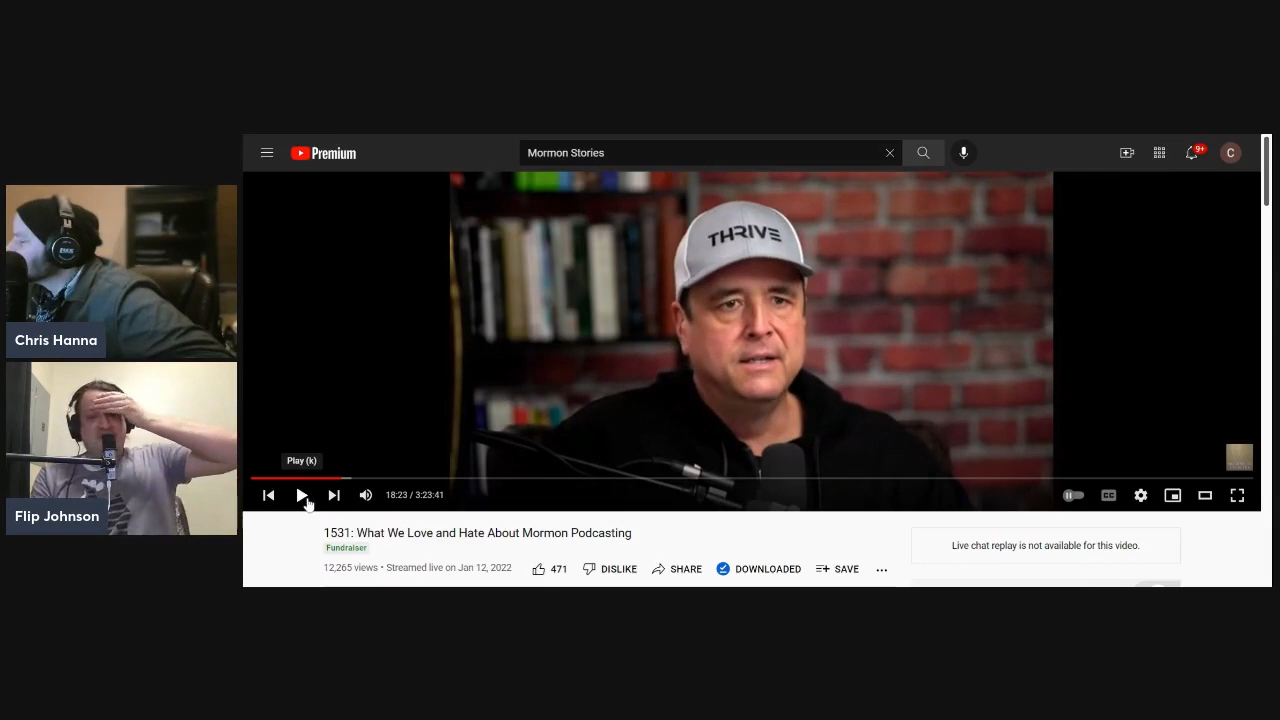 Premium
Mormon Stories
9+
C
THRIVE
Chris Hanna
Flip Johnson
Play (k)
18:23 / 3:23:41
1531: What We Love and Hate About Mormon Podcasting
Fundraiser
12,265 views • Streamed live on Jan 12, 2022
471
DISLIKE
SHARE
DOWNLOADED
SAVE
Live chat replay is not available for this video.